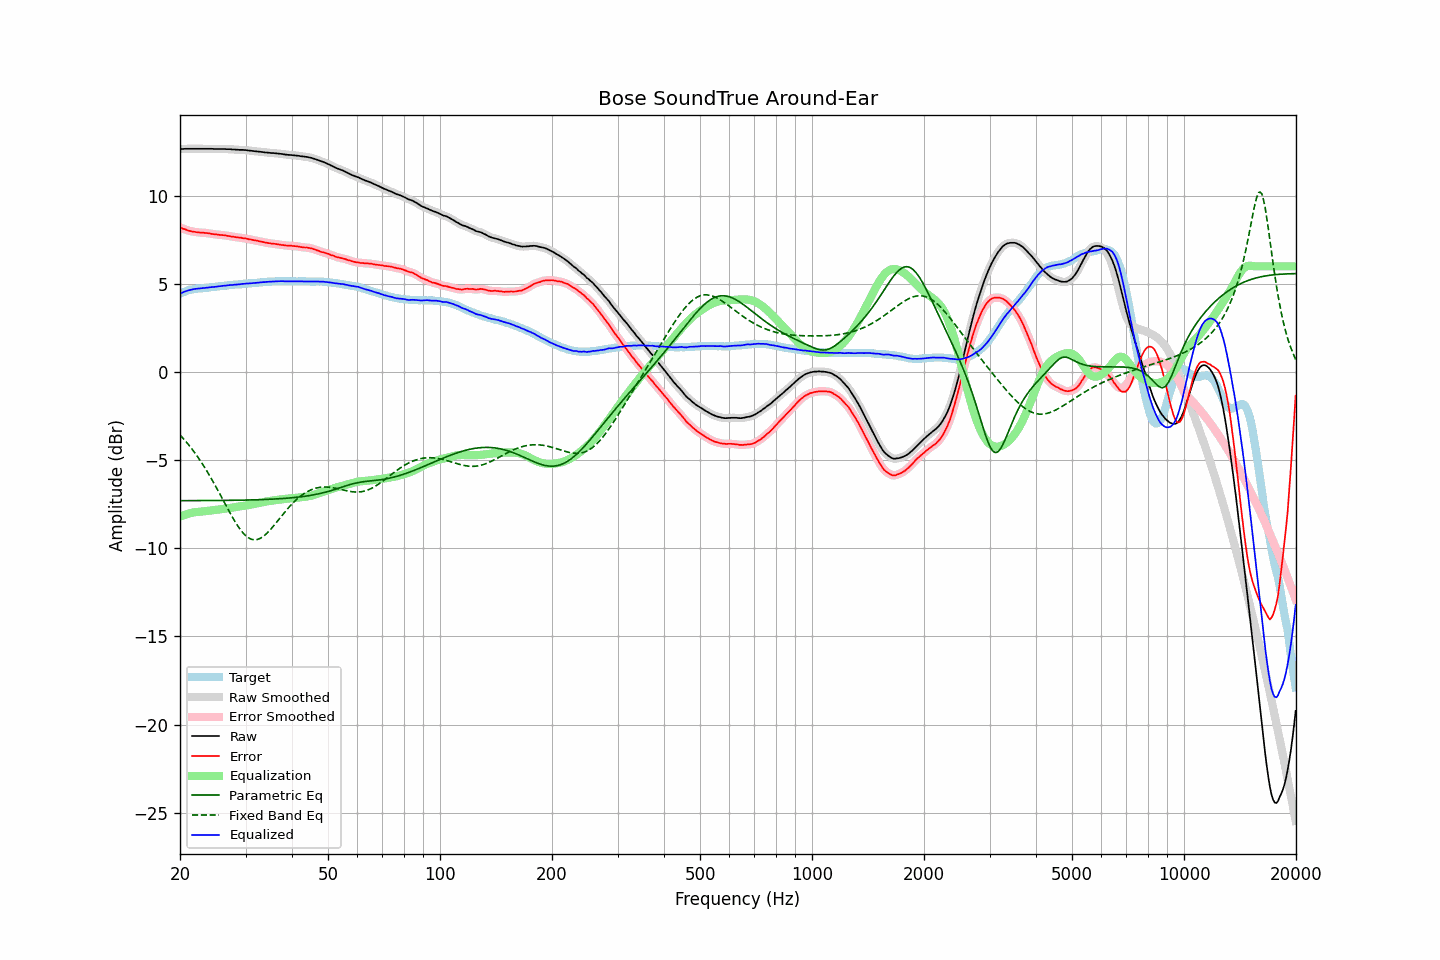 Bose SoundTrue Around-Ear
Amplitude (dBr)
10
5
0
−5
−10
−15
−20
−25
Target
Raw Smoothed
Error Smoothed
Raw
Error
Equalization
Parametric Eq
Fixed Band Eq
Equalized
20 50 100 200 500 1000 2000 5000 10000 20000
Frequency (Hz)